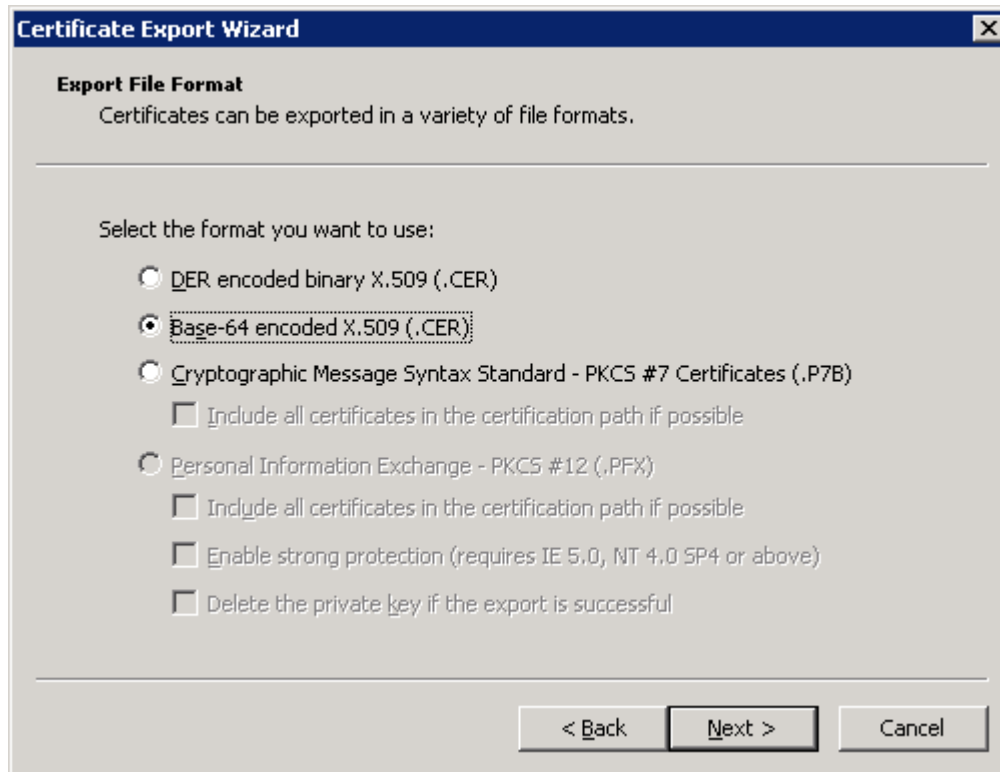 Certificate Export Wizard
Export File Format
Certificates can be exported in a variety of file formats.
Select the format you want to use:
DER encoded binary X.509 (.CER)
Base-64 encoded X.509 (.CER)
Cryptographic Message Syntax Standard - PKCS #7 Certificates (.P7B)
Include all certificates in the certification path if possible
Personal Information Exchange - PKCS #12 (.PFX)
Include all certificates in the certification path if possible
Enable strong protection (requires IE 5.0, NT 4.0 SP4 or above)
Delete the private key if the export is successful
< Back Next > Cancel